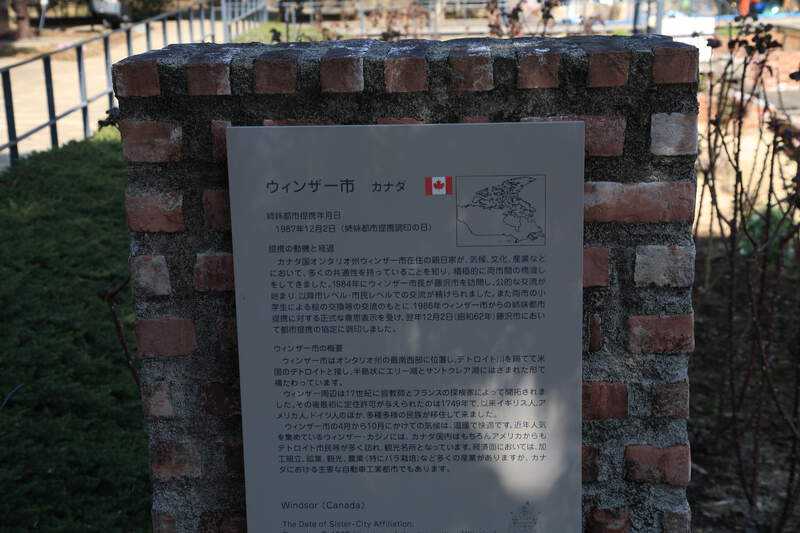 ウィンザー市 カナダ
姉妹都市提携年月日
1987年12月2日（姉妹都市提携調印の日）
提携の動機と経過
カナダ国オンタリオ州ウィンザー市在住の親日家が、気候、文化、産業など
において、多くの共通性を持っていることを知り、積極的に両市間の橋渡し
をしてきました。1984年にウィンザー市長が藤沢市を訪問し、公的な交流が
始まり、以降市レベル・市民レベルでの交流が続けられました。また両市の小
学生による絵の交換等の交流のもとに、1986年ウィンザー市からの姉妹都市
提携に対する正式な意思表示を受け、翌年12月2日（昭和62年）藤沢市におい
て都市提携の協定に調印しました。
ウィンザー市の概要
ウィンザー市はオンタリオ州の最南西部に位置し、デトロイト川を隔てて米
国のデトロイトと接し、半島状にエリー湖とサントクレア湖にはさまれた形で
横たわっています。
ウィンザー周辺は17世紀に宣教師とフランスの探検家によって開拓されま
した。その後最初に定住許可が与えられたのは1749年で、以来イギリス人、ア
メリカ人、ドイツ人のほか、多種多様の民族が移住して来ました。
ウィンザー市の4月から10月にかけての気候は、温暖で快適です。近年人気
を集めているウィンザー・カジノには、カナダ国内はもちろんアメリカからも
デトロイト市民等が多く訪れ、観光名所となっています。経済面においては、加
工組立、鉱業、観光、農業（特にバラ栽培）など多くの産業がありますが、カナ
ダにおける主要な自動車工業都市でもあります。
Windsor (Canada)
The Date of Sister-City Affiliation: